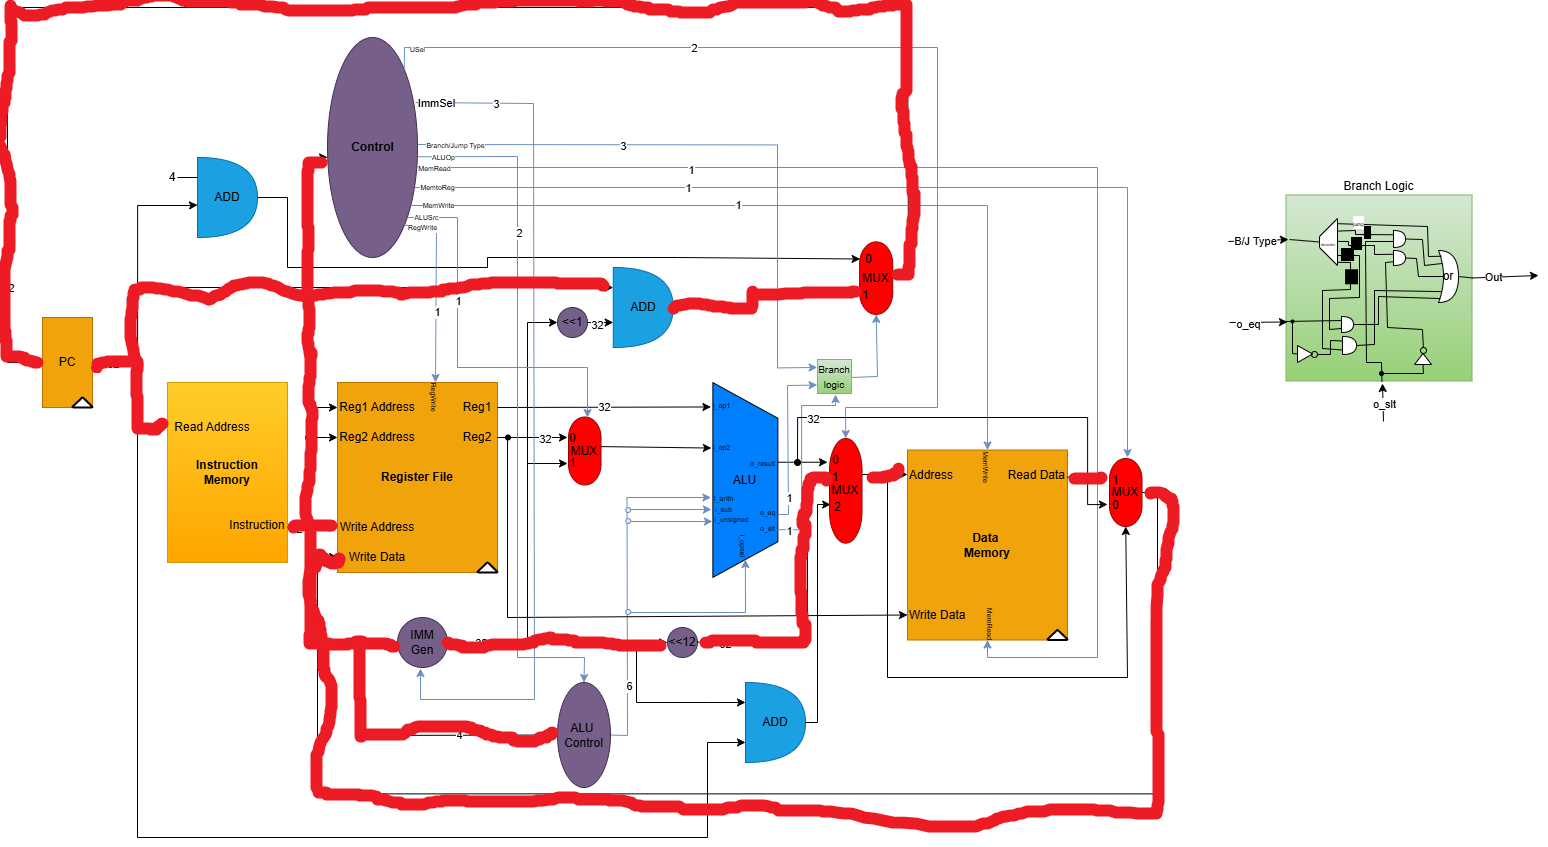 USel
2
ImmSel
3
Branch/Jump Type
3
ALUOp
MemRead
1
MemtoReg
1
MemWrite
1
ALUSrc
RegWrite
Control
4
ADD
2
2
1
1
0
MUX
1
ADD
<<1
32
PC
Branch
logic
Read Address
Instruction
Memory
Instruction
RegWrite
Reg1 Address
Reg1
Reg2 Address
Reg2
Register File
Write Address
Write Data
32
32
0
MUX
1
i_op1
i_op2
o_result
ALU
i_arith
i_sub
i_unsigned
o_eq
o_slt
1
1
32
0
1
MUX
2
MemWrite
Address
Read Data
Data
Memory
Write Data
MemRead
1
MUX
0
IMM
Gen
<<12
6
4
ALU
Control
ADD
Branch Logic
B/J Type
or
Out
o_eq
o_slt